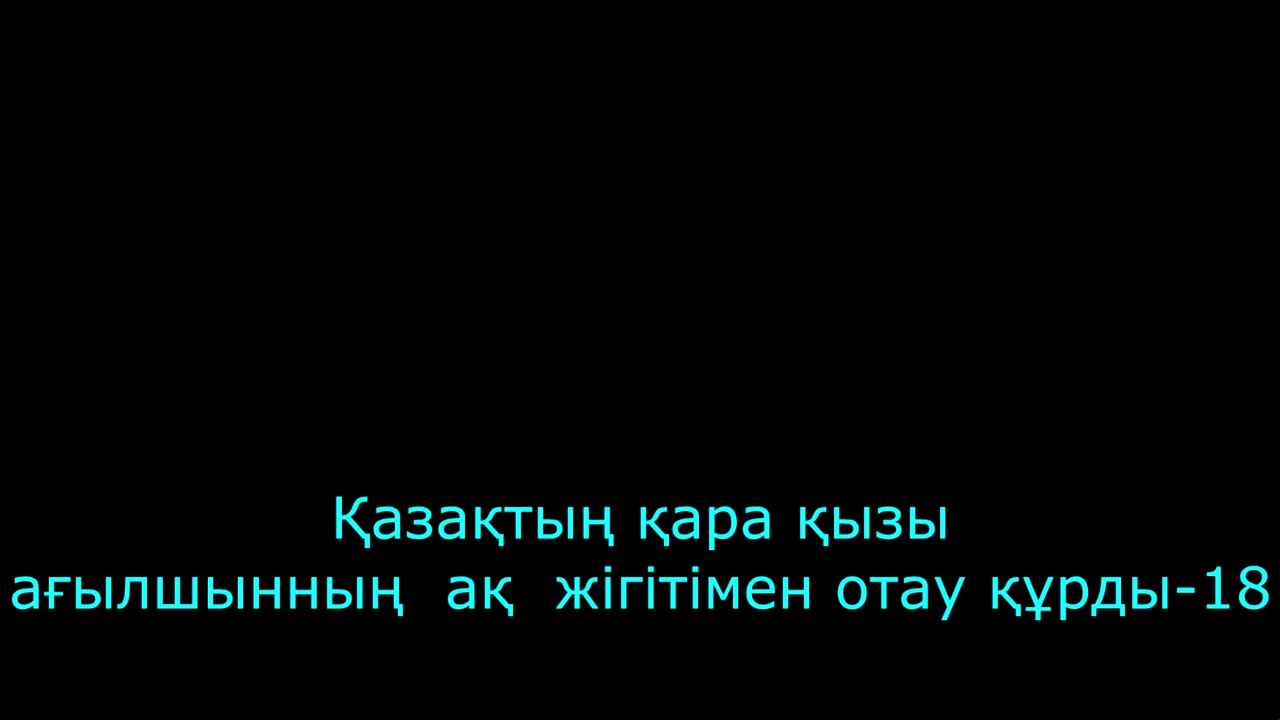 Қазақтың қара қызы
ағылшынның  ақ  жігітімен отау құрды-18